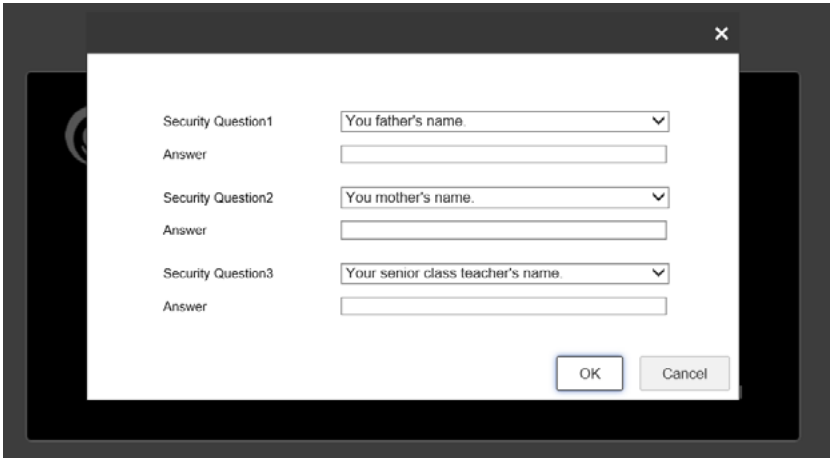 Security Question1 You father's name.
Answer
Security Question2 You mother's name.
Answer
Security Question3 Your senior class teacher's name.
Answer
OK Cancel